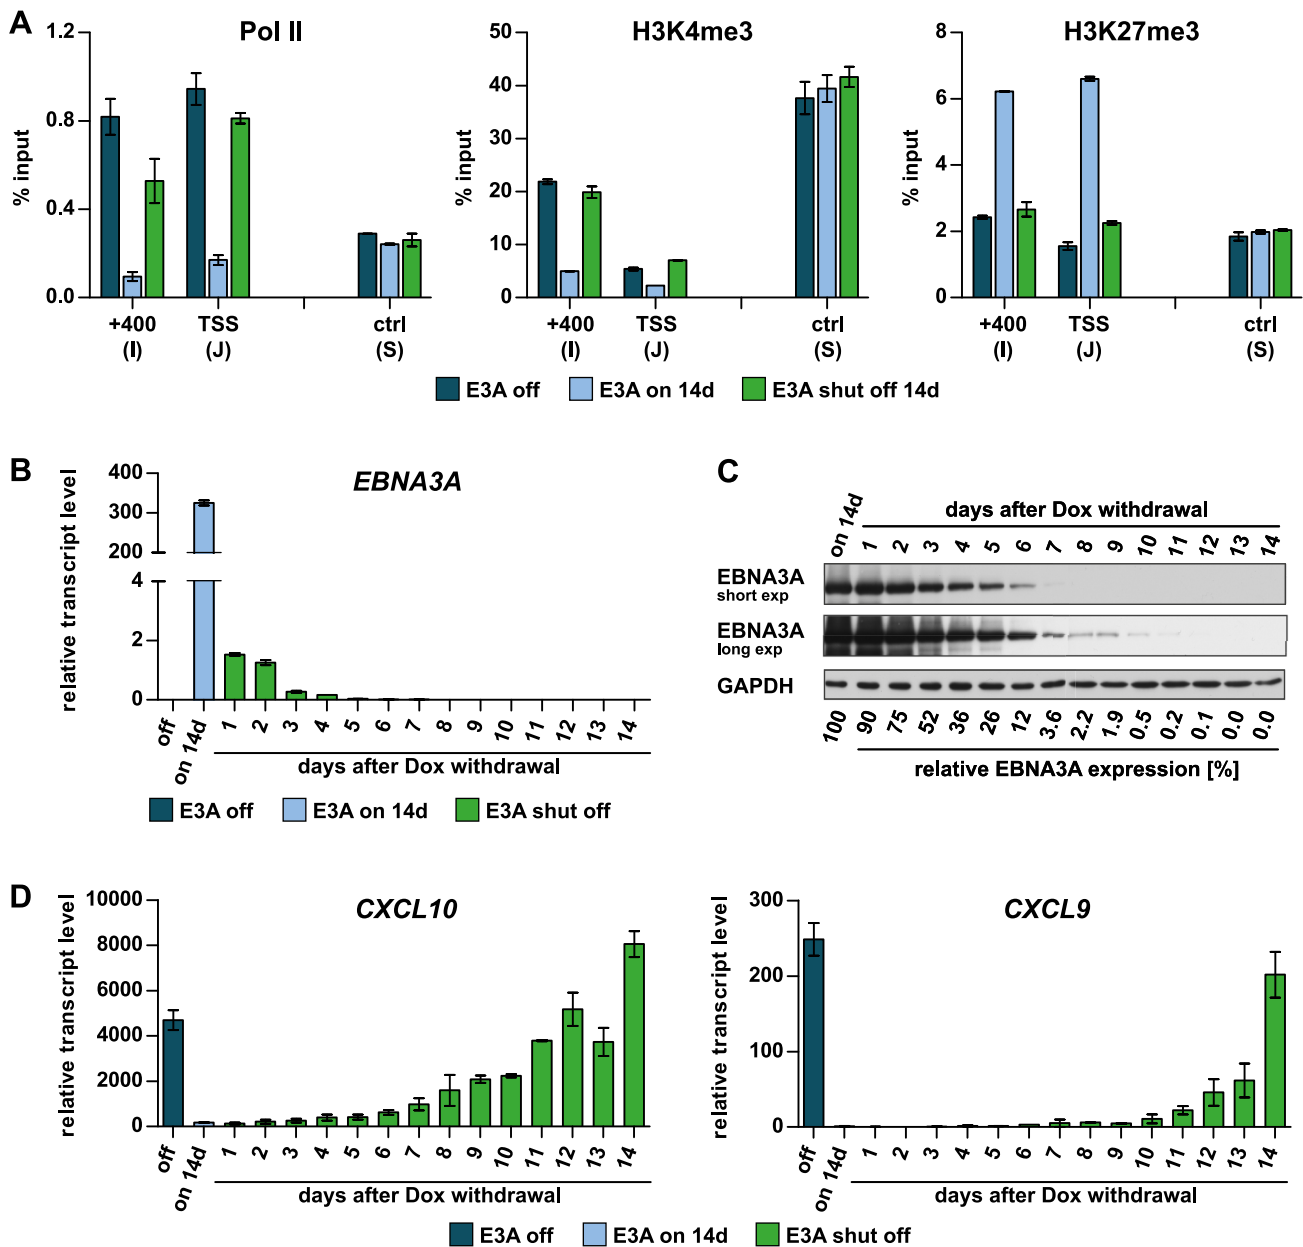 A
Pol II
H3K4me3
H3K27me3
% input
1.2
0.8
0.4
0.0
+400 TSS ctrl
(I) (J) (S)
% input
50
40
30
20
10
0
+400 TSS ctrl
(I) (J) (S)
% input
8
6
4
2
0
+400 TSS ctrl
(I) (J) (S)
E3A off E3A on 14d E3A shut off 14d
B
EBNA3A
relative transcript level
400
300
200
4
2
0
off on 14d 1 2 3 4 5 6 7 8 9 10 11 12 13 14
days after Dox withdrawal
E3A off E3A on 14d E3A shut off
C
days after Dox withdrawal
on 14d 1 2 3 4 5 6 7 8 9 10 11 12 13 14
EBNA3A
short exp
EBNA3A
long exp
GAPDH
100 90 75 52 36 26 12 3.6 2.2 1.9 0.5 0.2 0.1 0.0 0.0
relative EBNA3A expression [%]
D
CXCL10
relative transcript level
10000
8000
6000
4000
2000
0
off on 14d 1 2 3 4 5 6 7 8 9 10 11 12 13 14
days after Dox withdrawal
CXCL9
relative transcript level
300
200
100
0
off on 14d 1 2 3 4 5 6 7 8 9 10 11 12 13 14
days after Dox withdrawal
E3A off E3A on 14d E3A shut off